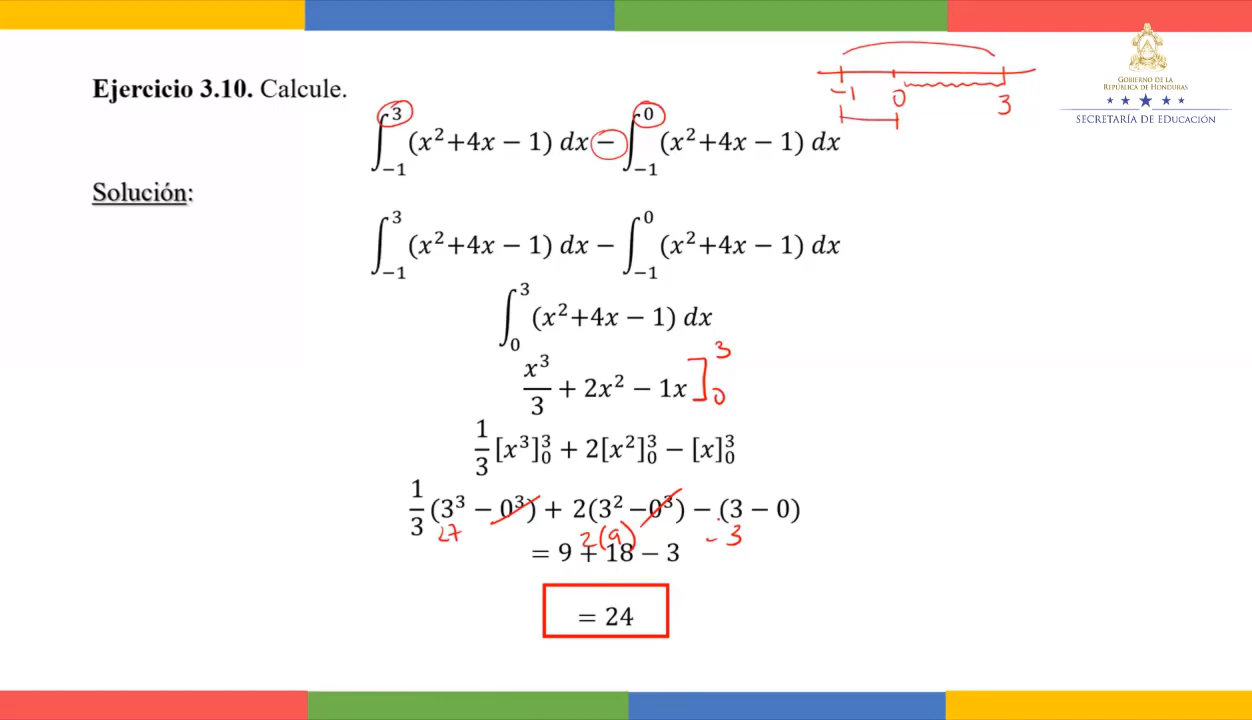 Ejercicio 3.10. Calcule.
∫₋₁³ (x²+4x − 1) dx − ∫₋₁⁰ (x²+4x − 1) dx
-1 0 3
GOBIERNO DE LA
REPÚBLICA DE HONDURAS
SECRETARÍA DE EDUCACIÓN
Solución:
∫₋₁³ (x²+4x − 1) dx − ∫₋₁⁰ (x²+4x − 1) dx
∫₀³ (x²+4x − 1) dx
x³/3 + 2x² − 1x ]₀³
1/3 [x³]₀³ + 2[x²]₀³ − [x]₀³
1/3 (3³ − 0³) + 2(3² −0³) − (3 − 0)
27 2(9) - 3
= 9 + 18 − 3
= 24